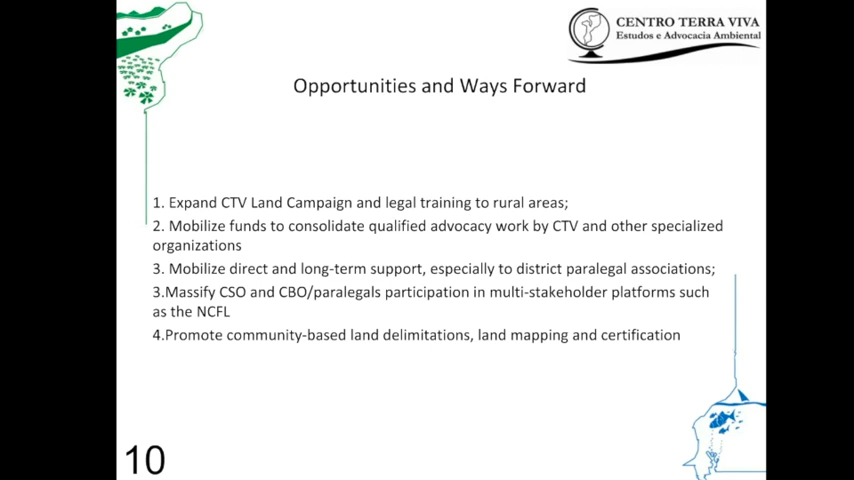 CENTRO TERRA VIVA
Estudos e Advocacia Ambiental
Opportunities and Ways Forward
1. Expand CTV Land Campaign and legal training to rural areas;
2. Mobilize funds to consolidate qualified advocacy work by CTV and other specialized
organizations
3. Mobilize direct and long-term support, especially to district paralegal associations;
3.Massify CSO and CBO/paralegals participation in multi-stakeholder platforms such
as the NCFL
4.Promote community-based land delimitations, land mapping and certification
10